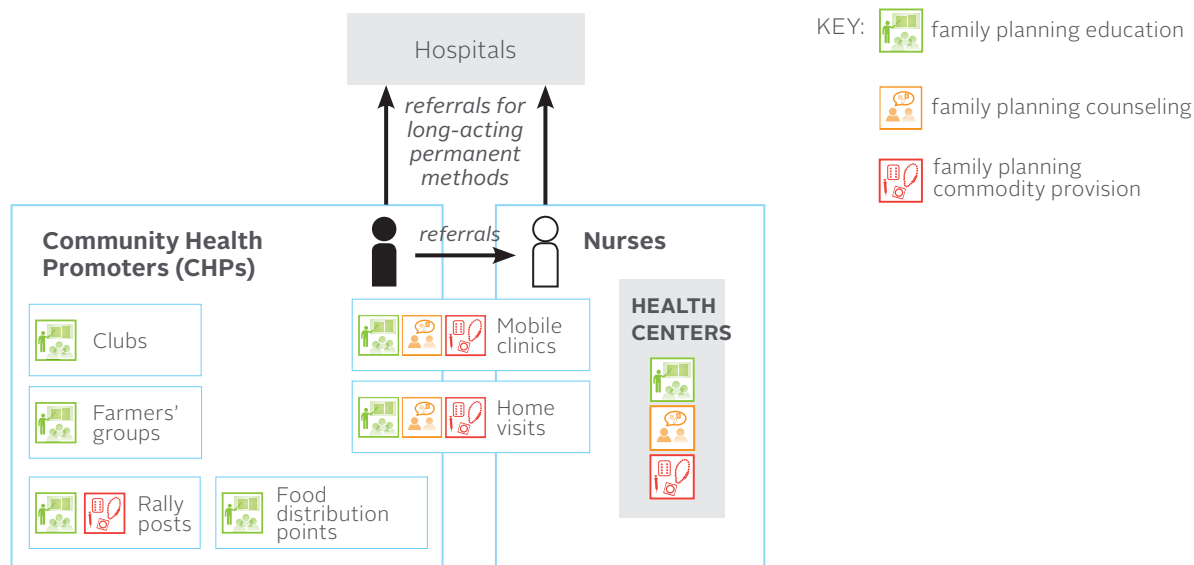 Hospitals
referrals for
long-acting
permanent
methods
KEY:
family planning education
family planning counseling
family planning
commodity provision
Community Health
Promoters (CHPs)
referrals
Nurses
Clubs
Farmers'
groups
Rally
posts
Food
distribution
points
Mobile
clinics
Home
visits
HEALTH
CENTERS